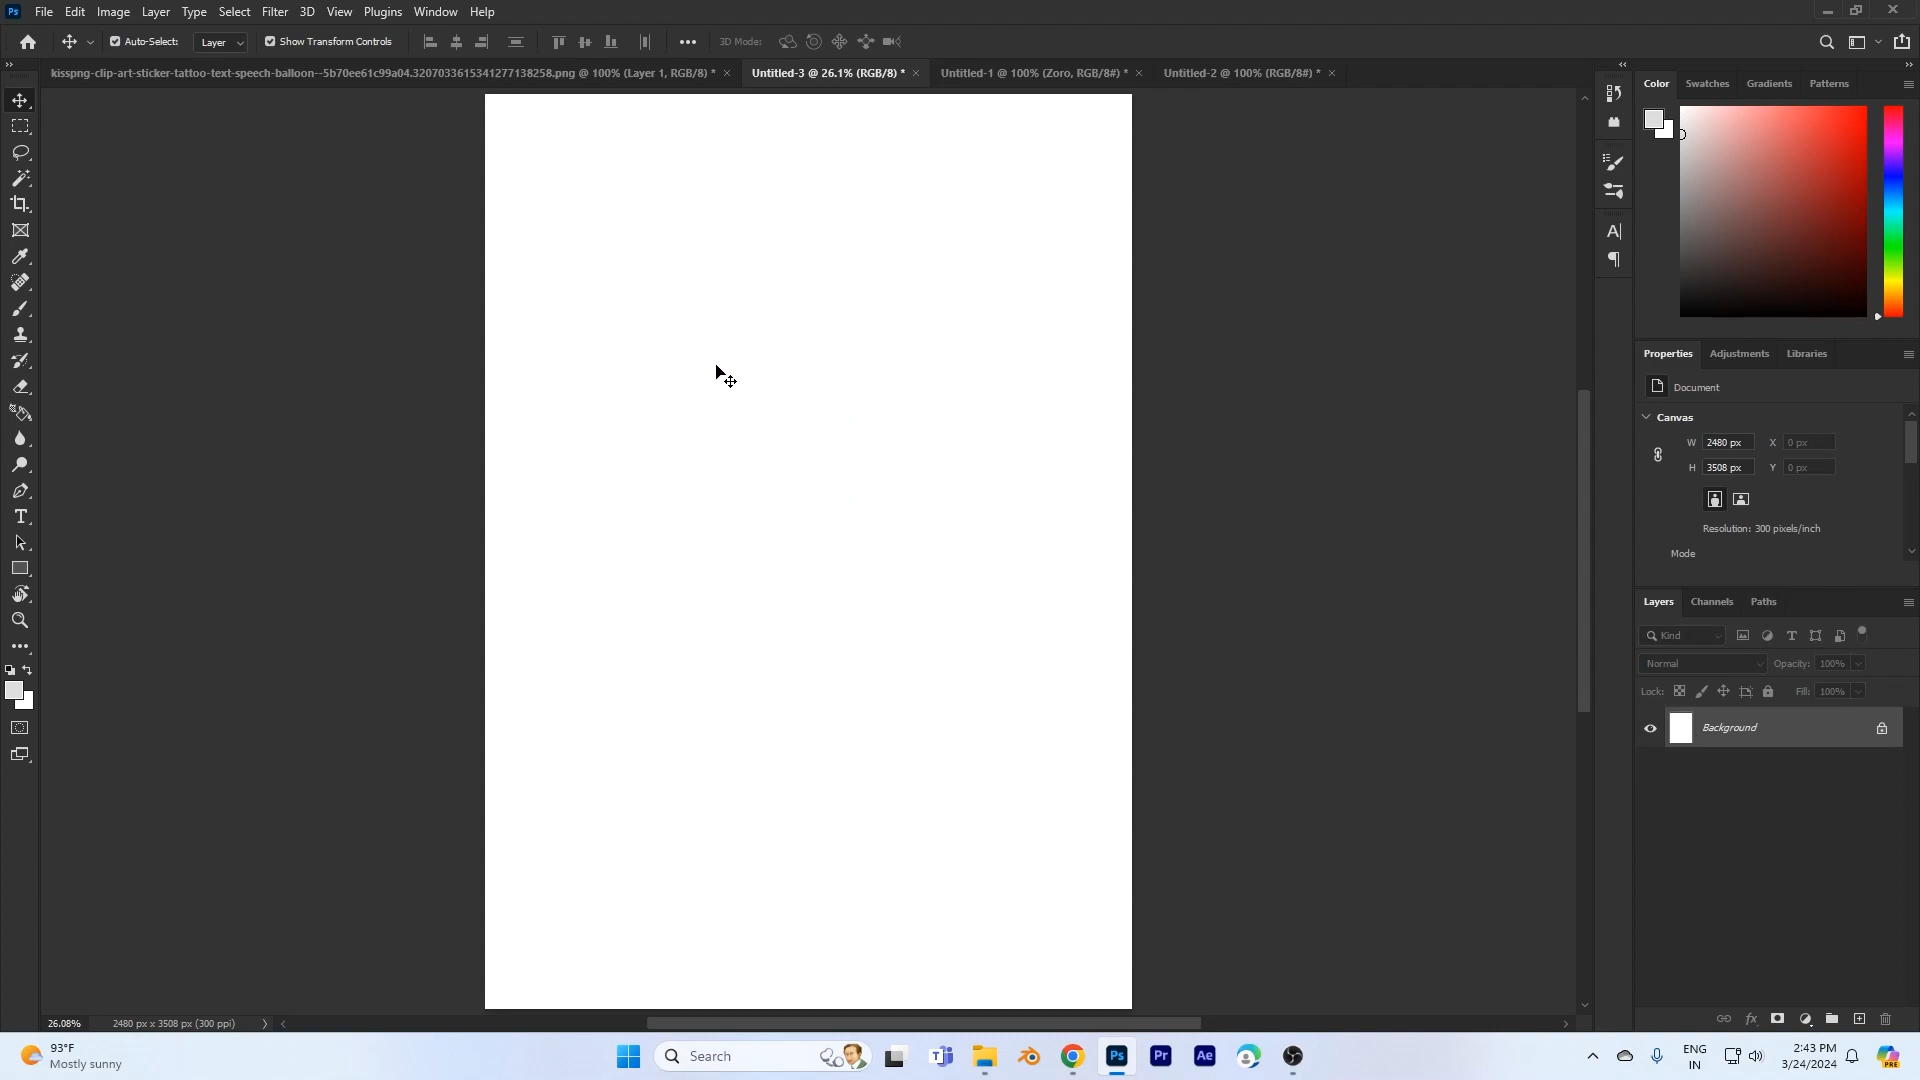 Ps File Edit Image Layer Type Select Filter 3D View Plugins Window Help
Auto-Select: Layer Show Transform Controls 3D Mode:
kisspng-clip-art-sticker-tattoo-text-speech-balloon--5b70ee61c99a04.3207033615341277138258.png @ 100% (Layer 1, RGB/8) * Untitled-3 @ 26.1% (RGB/8) * Untitled-1 @ 100% (Zoro, RGB/8#) * Untitled-2 @ 100% (RGB/8#) *
Color Swatches Gradients Patterns
Properties Adjustments Libraries
Document
Canvas
W 2480 px X 0 px
H 3508 px Y 0 px
Resolution: 300 pixels/inch
Mode
Layers Channels Paths
Kind
Normal Opacity: 100%
Lock: Fill: 100%
Background
26.08% 2480 px x 3508 px (300 ppi)
93°F
Mostly sunny
Search
Ps Pr Ae
ENG
IN
2:43 PM
3/24/2024
PRE